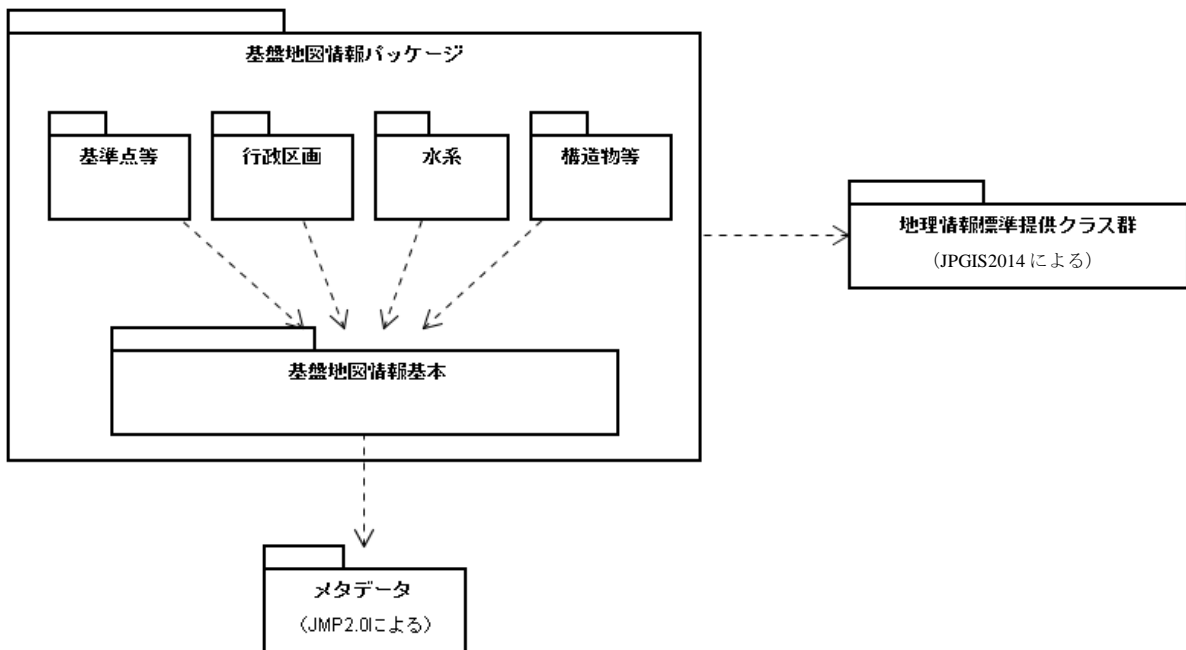 基盤地図情報パッケージ
基準点等
行政区画
水系
構造物等
地理情報標準提供クラス群
（JPGIS2014 による）
基盤地図情報基本
メタデータ
（JMP2.0による）